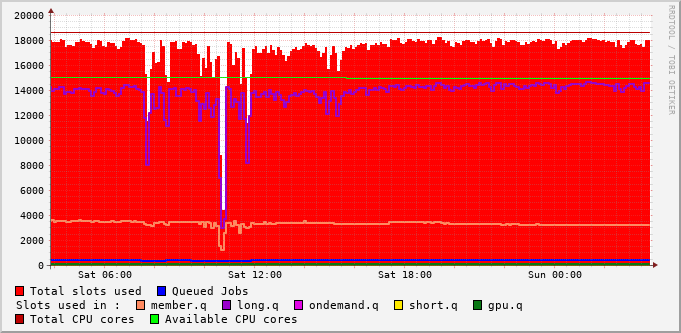 20000
18000
16000
14000
12000
10000
8000
6000
4000
2000
0
Sat 06:00 Sat 12:00 Sat 18:00 Sun 00:00
RRDTOOL / TOBI OETIKER
Total slots used Queued Jobs
Slots used in : member.q long.q ondemand.q short.q gpu.q
Total CPU cores Available CPU cores